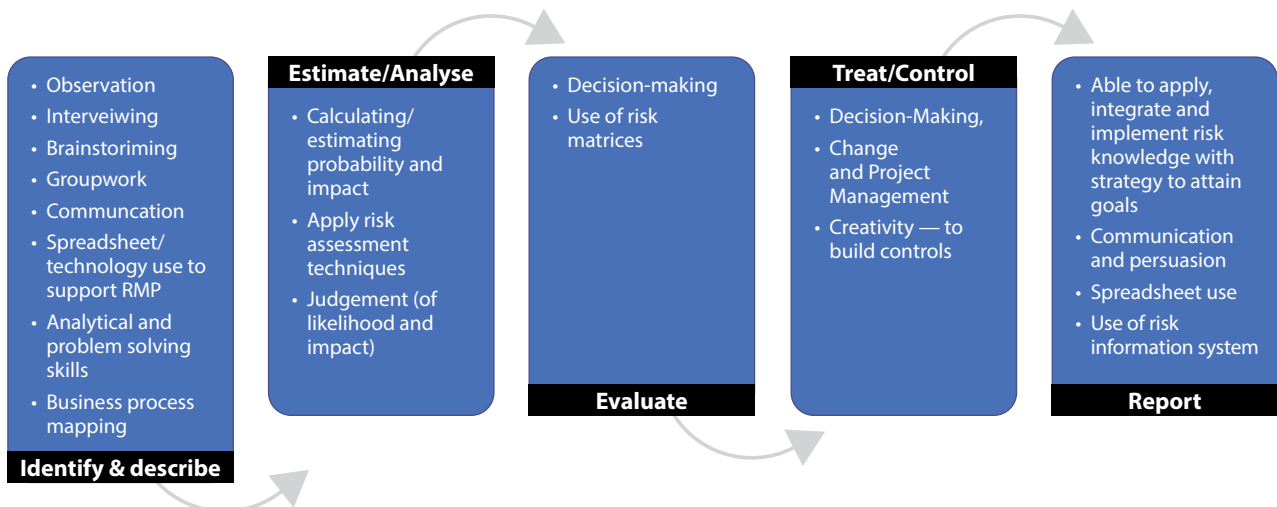 • Observation
• Interveiwing
• Brainstoriming
• Groupwork
• Communcation
• Spreadsheet/
technology use to
support RMP
• Analytical and
problem solving
skills
• Business process
mapping
Identify & describe
Estimate/Analyse
• Calculating/
estimating
probability and
impact
• Apply risk
assessment
techniques
• Judgement (of
likelihood and
impact)
• Decision-making
• Use of risk
matrices
Evaluate
Treat/Control
• Decision-Making,
• Change
and Project
Management
• Creativity — to
build controls
• Able to apply,
integrate and
implement risk
knowledge with
strategy to attain
goals
• Communication
and persuasion
• Spreadsheet use
• Use of risk
information system
Report